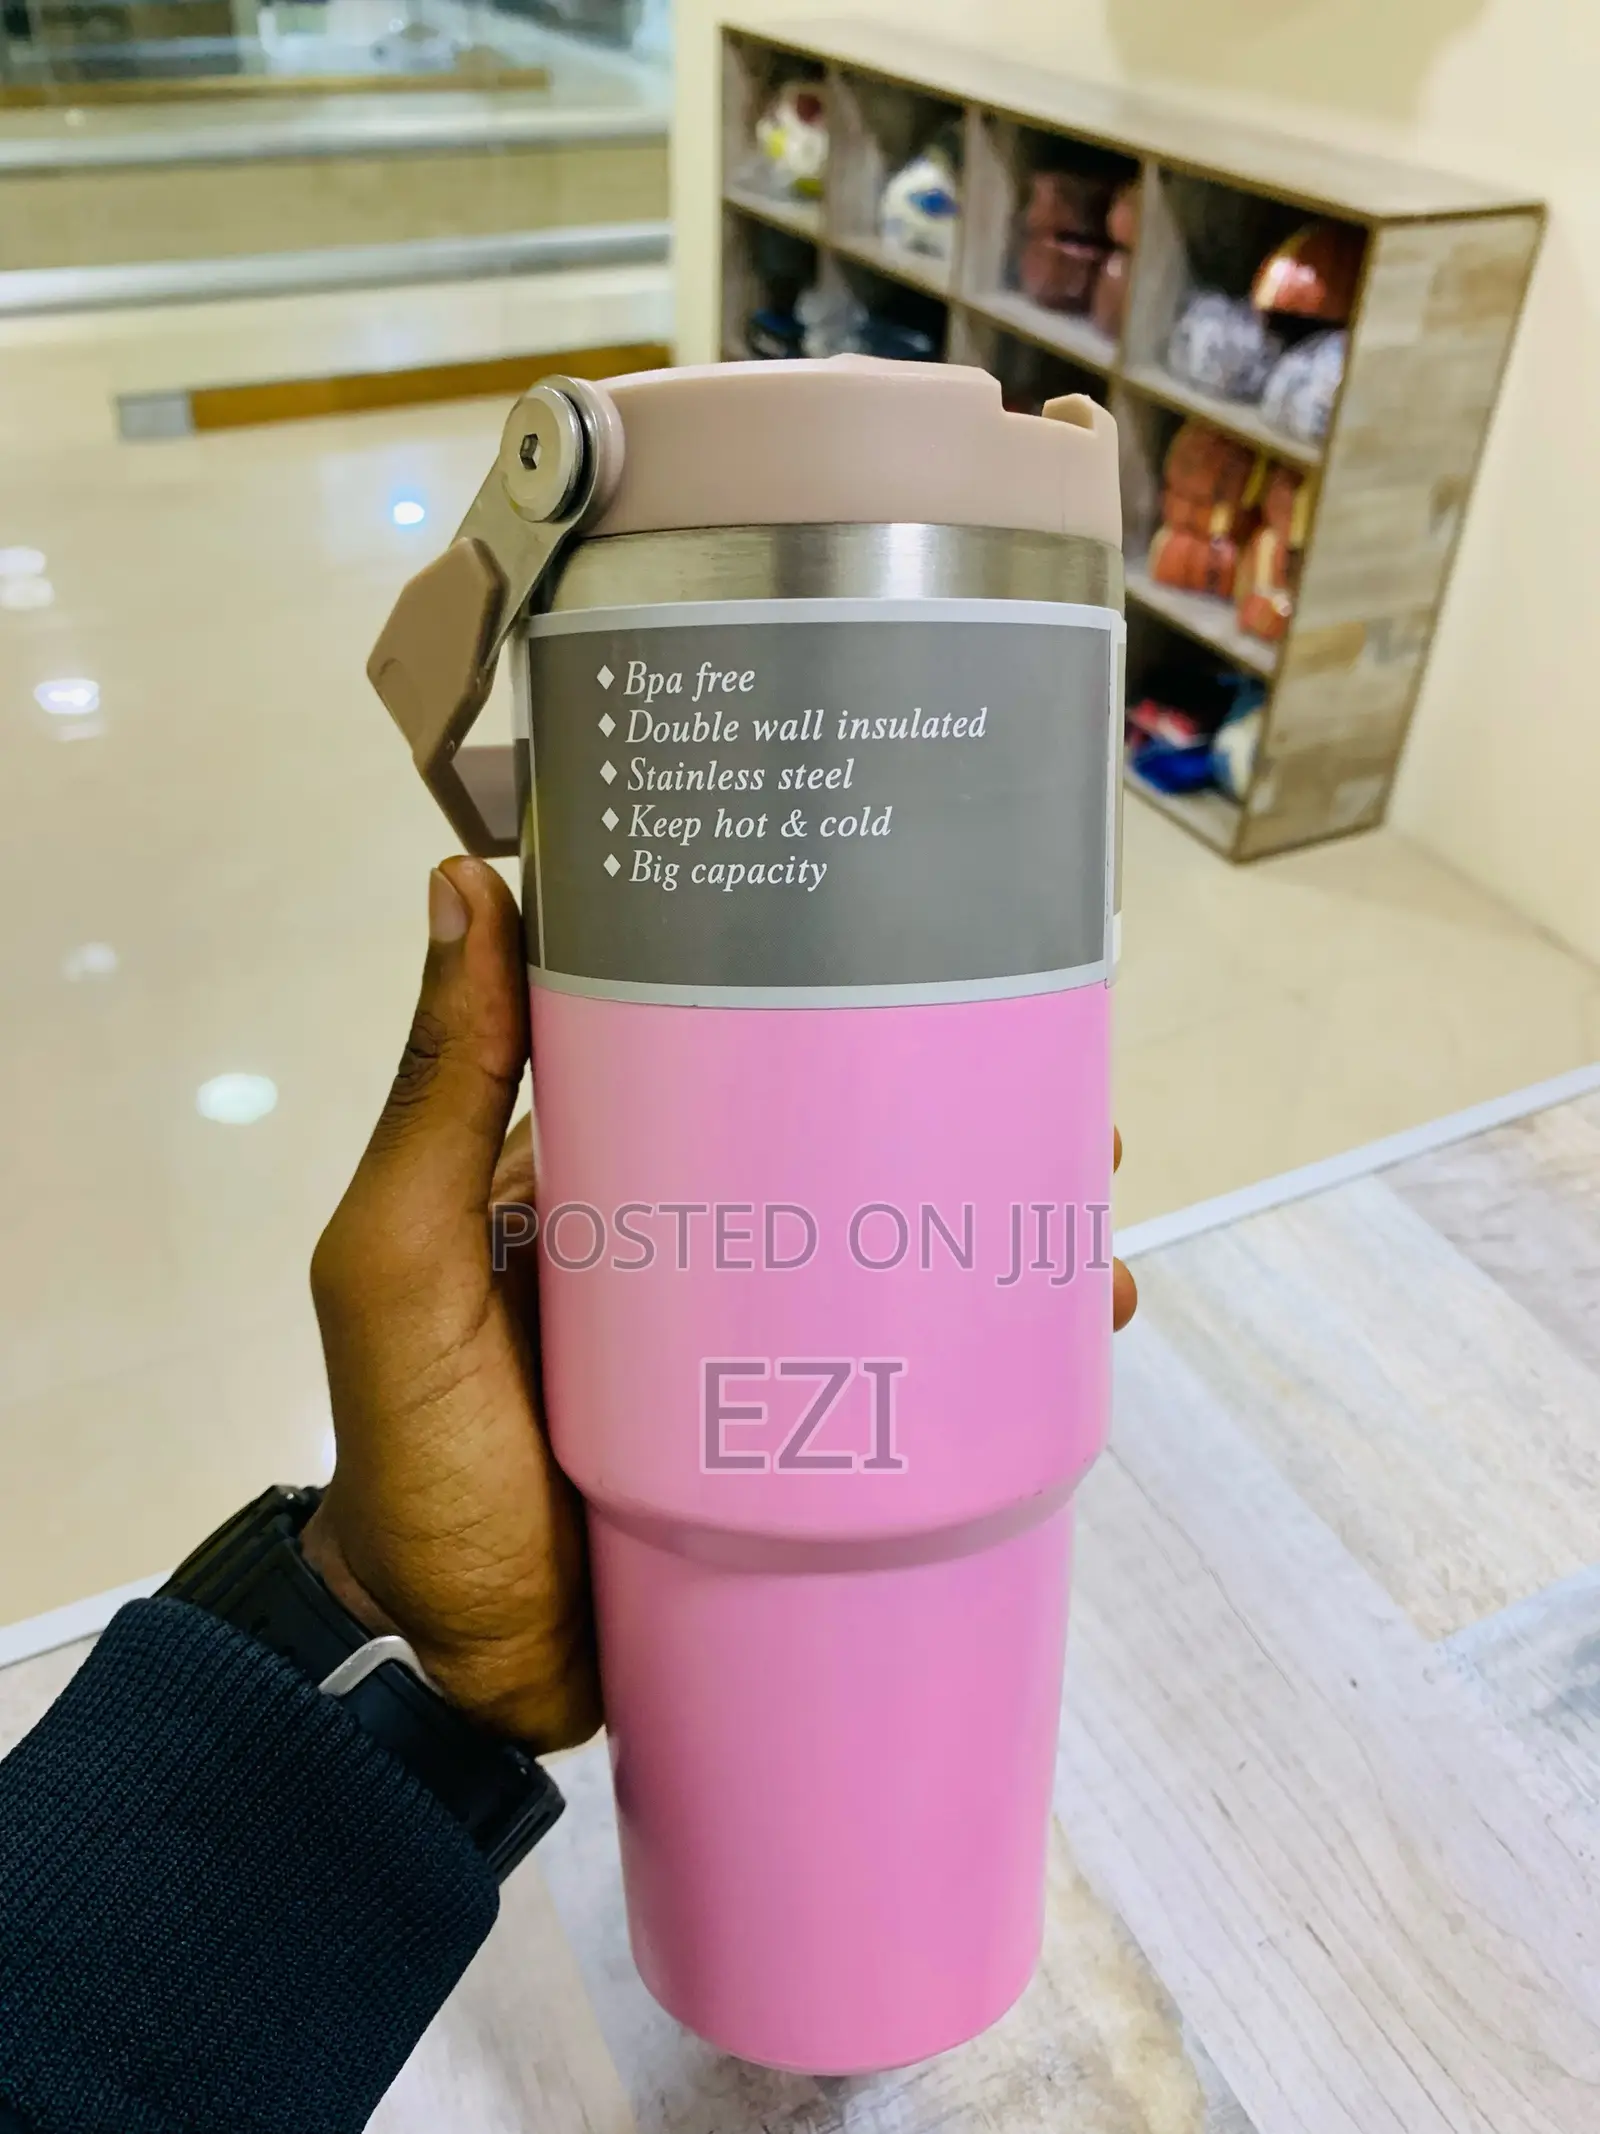 ♦ Bpa free
♦ Double wall insulated
♦ Stainless steel
♦ Keep hot & cold
♦ Big capacity
POSTED ON JIJI
EZI